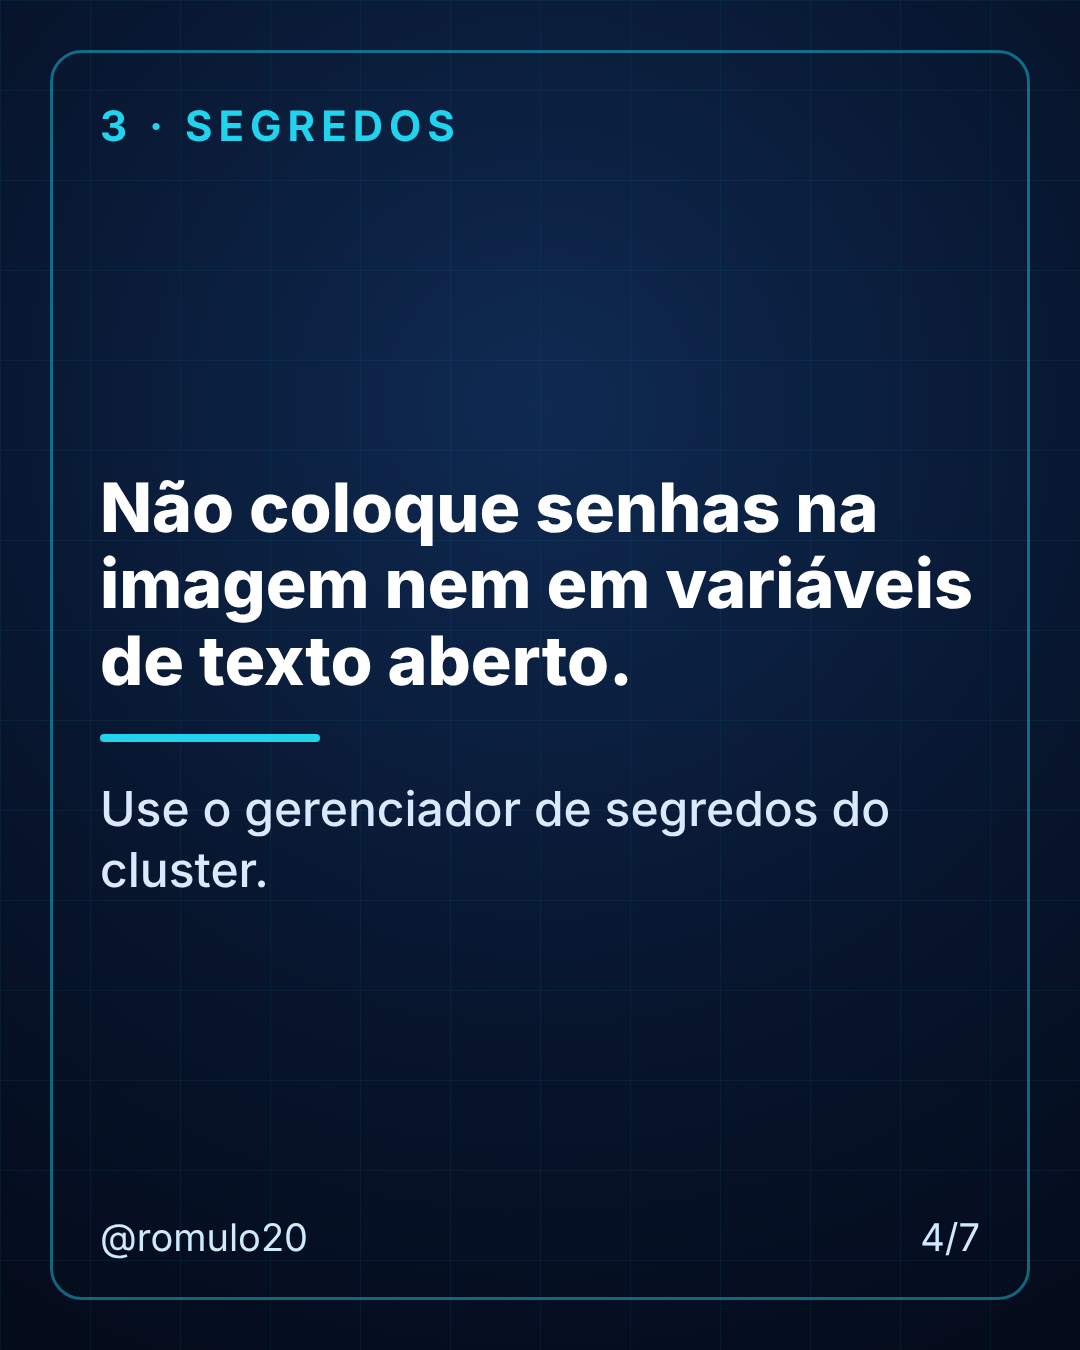 3 · SEGREDOS
Não coloque senhas na
imagem nem em variáveis
de texto aberto.
Use o gerenciador de segredos do
cluster.
@romulo20
4/7